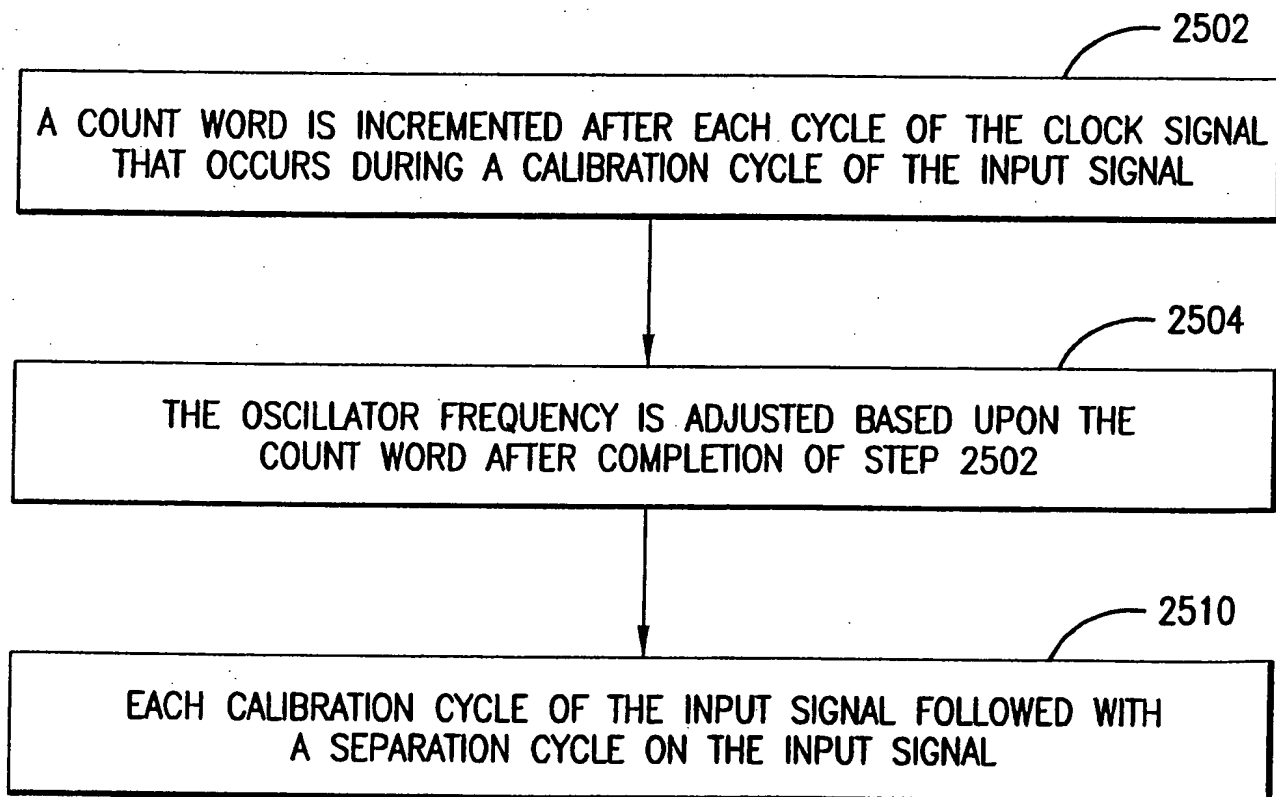 2502
A COUNT WORD IS INCREMENTED AFTER EACH CYCLE OF THE CLOCK SIGNAL
THAT OCCURS DURING A CALIBRATION CYCLE OF THE INPUT SIGNAL
2504
THE OSCILLATOR FREQUENCY IS ADJUSTED BASED UPON THE
COUNT WORD AFTER COMPLETION OF STEP 2502
2510
EACH CALIBRATION CYCLE OF THE INPUT SIGNAL FOLLOWED WITH
A SEPARATION CYCLE ON THE INPUT SIGNAL